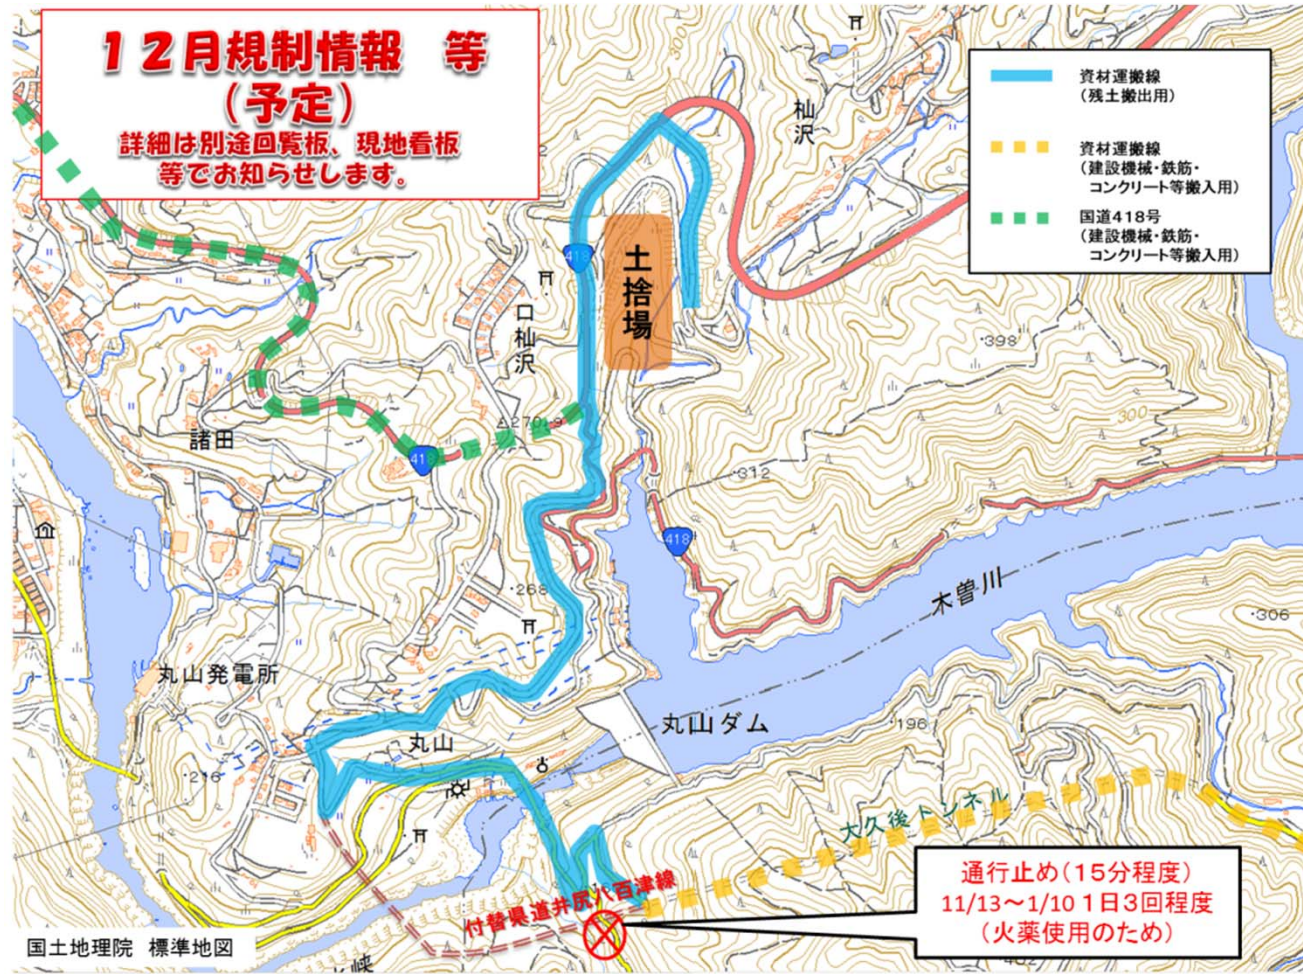 １２月規制情報　等
（予定）
詳細は別途回覧板、現地看板
等でお知らせします。
資材運搬線
（残土搬出用）
資材運搬線
（建設機械・鉄筋・
コンクリート等搬入用）
国道418号
（建設機械・鉄筋・
コンクリート等搬入用）
300
杣沢
418
土捨場
口杣沢
・398
300
△270.9
諸田
418
・312
418
・268
木曽川
・306
丸山発電所
丸山ダム
・196
丸山
・216
大久後トンネル
付替県道井尻八百津線
通行止め（15分程度）
11/13～1/10 1日3回程度
（火薬使用のため）
国土地理院　標準地図